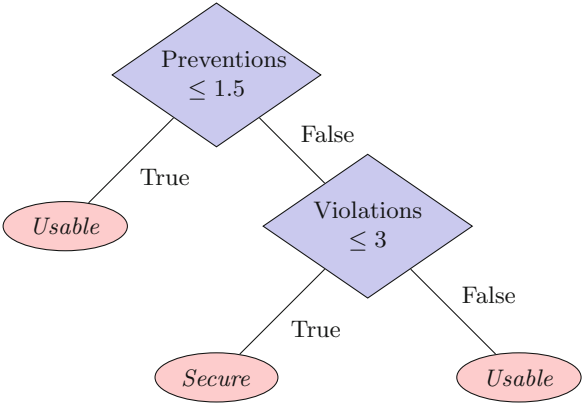 Preventions
≤ 1.5
False
True
Usable
Violations
≤ 3
False
True
Secure
Usable